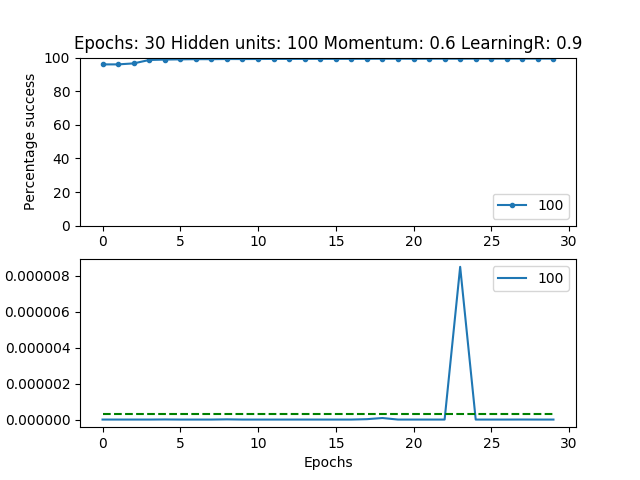 Epochs: 30 Hidden units: 100 Momentum: 0.6 LearningR: 0.9
Percentage success
100
80
60
40
20
0
100
0 5 10 15 20 25 30
0.000008
0.000006
0.000004
0.000002
0.000000
100
0 5 10 15 20 25 30
Epochs